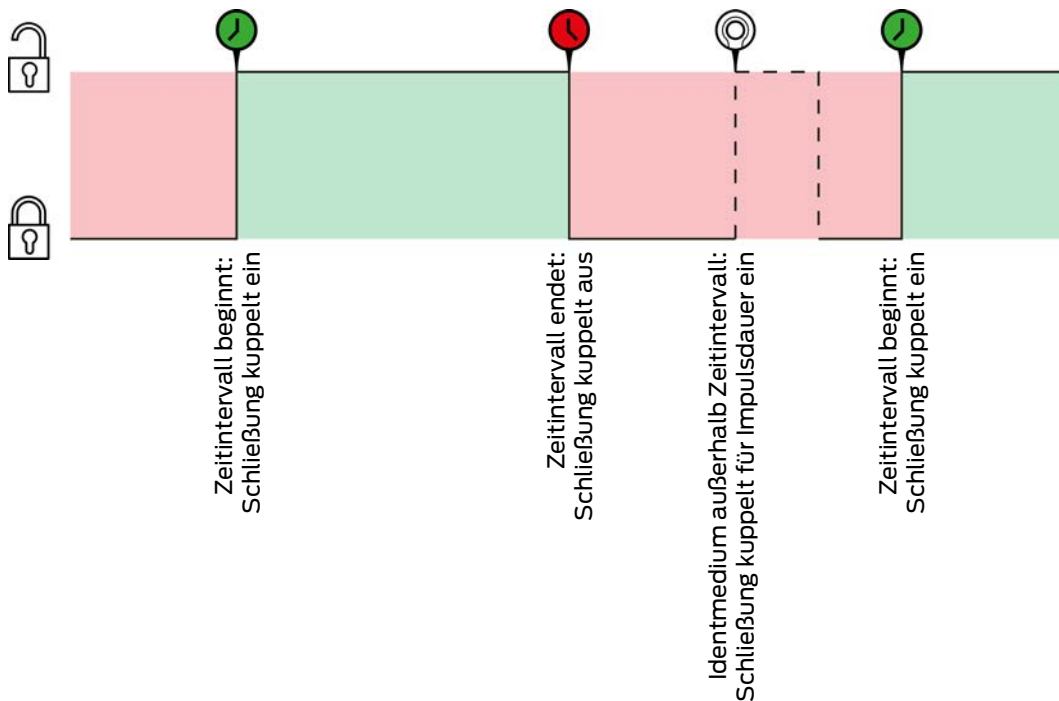 Zeitintervall beginnt:
Schließung kuppelt ein
Zeitintervall endet:
Schließung kuppelt aus
Identmedium außerhalb Zeitintervall:
Schließung kuppelt für Impulsdauer ein
Zeitintervall beginnt:
Schließung kuppelt ein